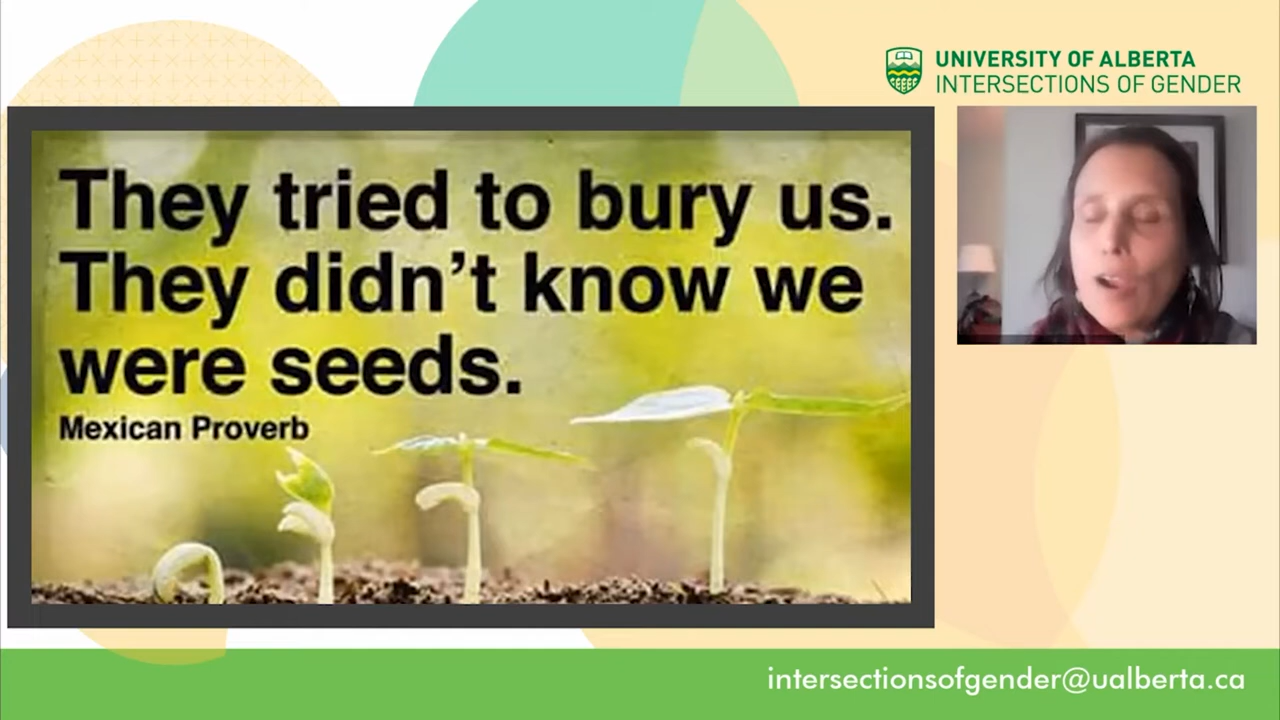 UNIVERSITY OF ALBERTA
INTERSECTIONS OF GENDER
They tried to bury us.
They didn't know we
were seeds.
Mexican Proverb
intersectionsofgender@ualberta.ca